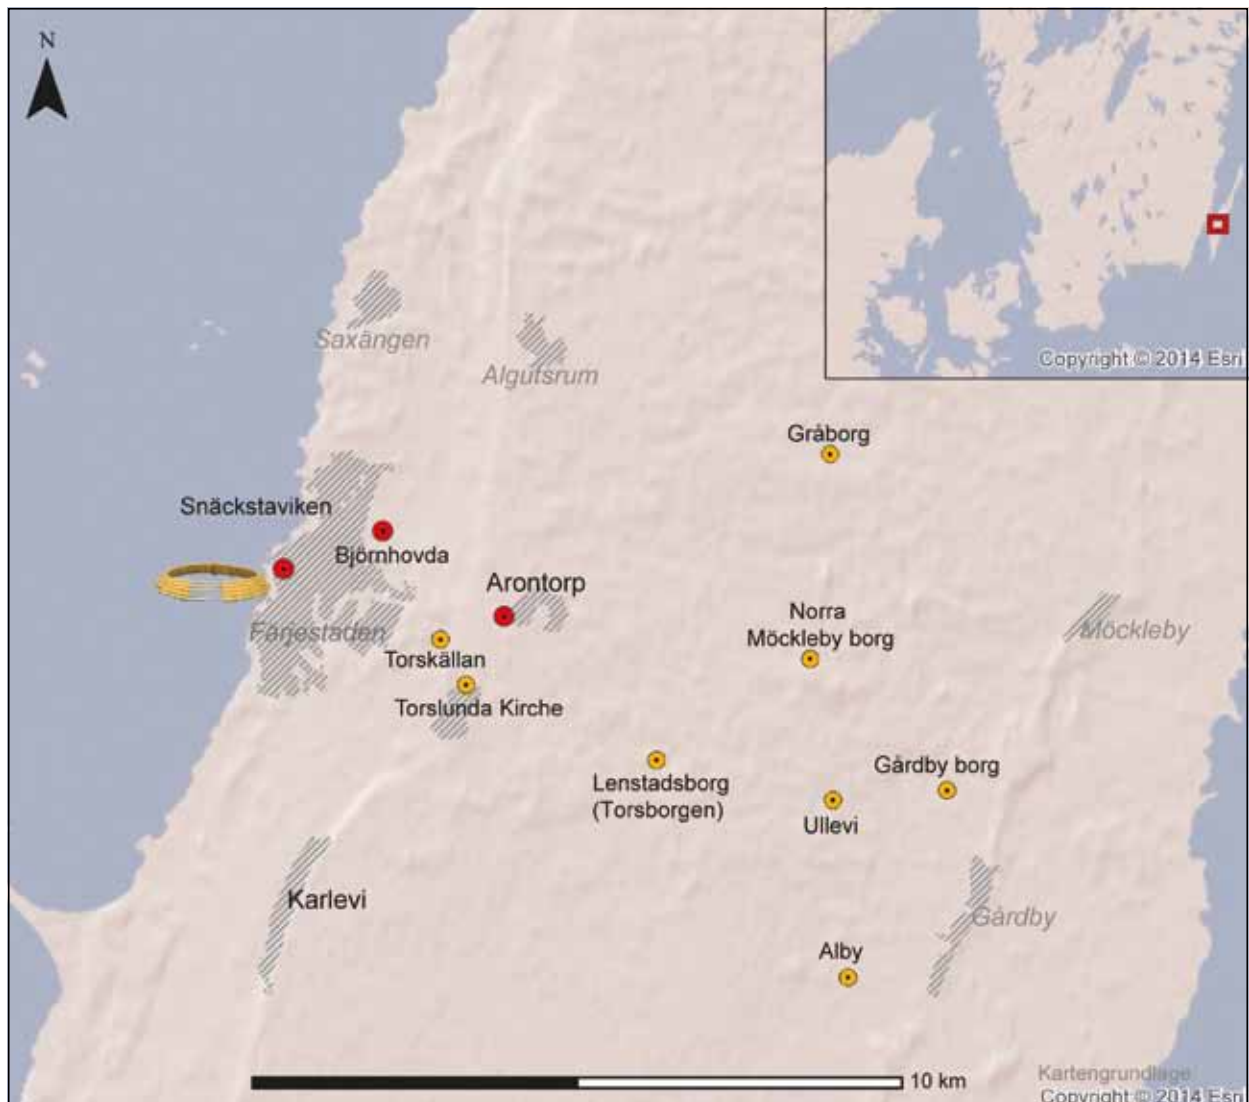 N
Copyright © 2014 Esri
Saxängen
Algutsrum
Gråborg
Snäckstaviken
Björnhovda
Arontorp
Norra
Möckleby borg
Möckleby
Färjestaden
Torskällan
Torslunda Kirche
Gårdby borg
Lenstadsborg
(Torsborgen)
Ullevi
Karlevi
Gårdby
Alby
10 km
Kartengrundlage:
Copyright © 2014 Esri